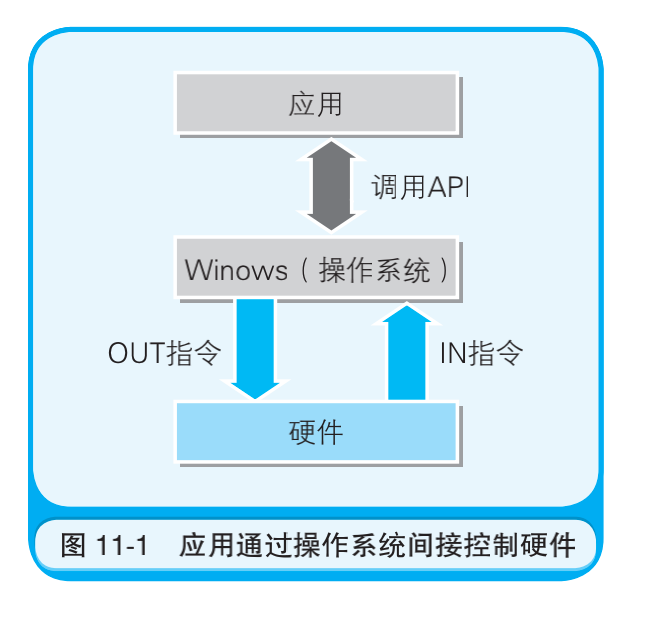 应用
调用API
Winows（操作系统）
OUT指令
IN指令
硬件
图 11-1　应用通过操作系统间接控制硬件